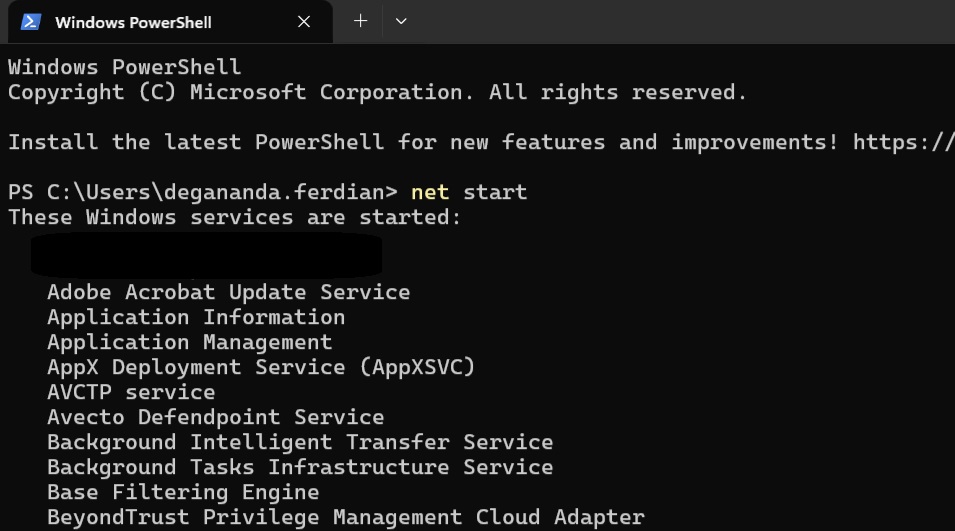 Windows PowerShell
Windows PowerShell
Copyright (C) Microsoft Corporation. All rights reserved.
Install the latest PowerShell for new features and improvements! https://
PS C:\Users\degananda.ferdian> net start
These Windows services are started:
Adobe Acrobat Update Service
Application Information
Application Management
AppX Deployment Service (AppXSVC)
AVCTP service
Avecto Defendpoint Service
Background Intelligent Transfer Service
Background Tasks Infrastructure Service
Base Filtering Engine
BeyondTrust Privilege Management Cloud Adapter